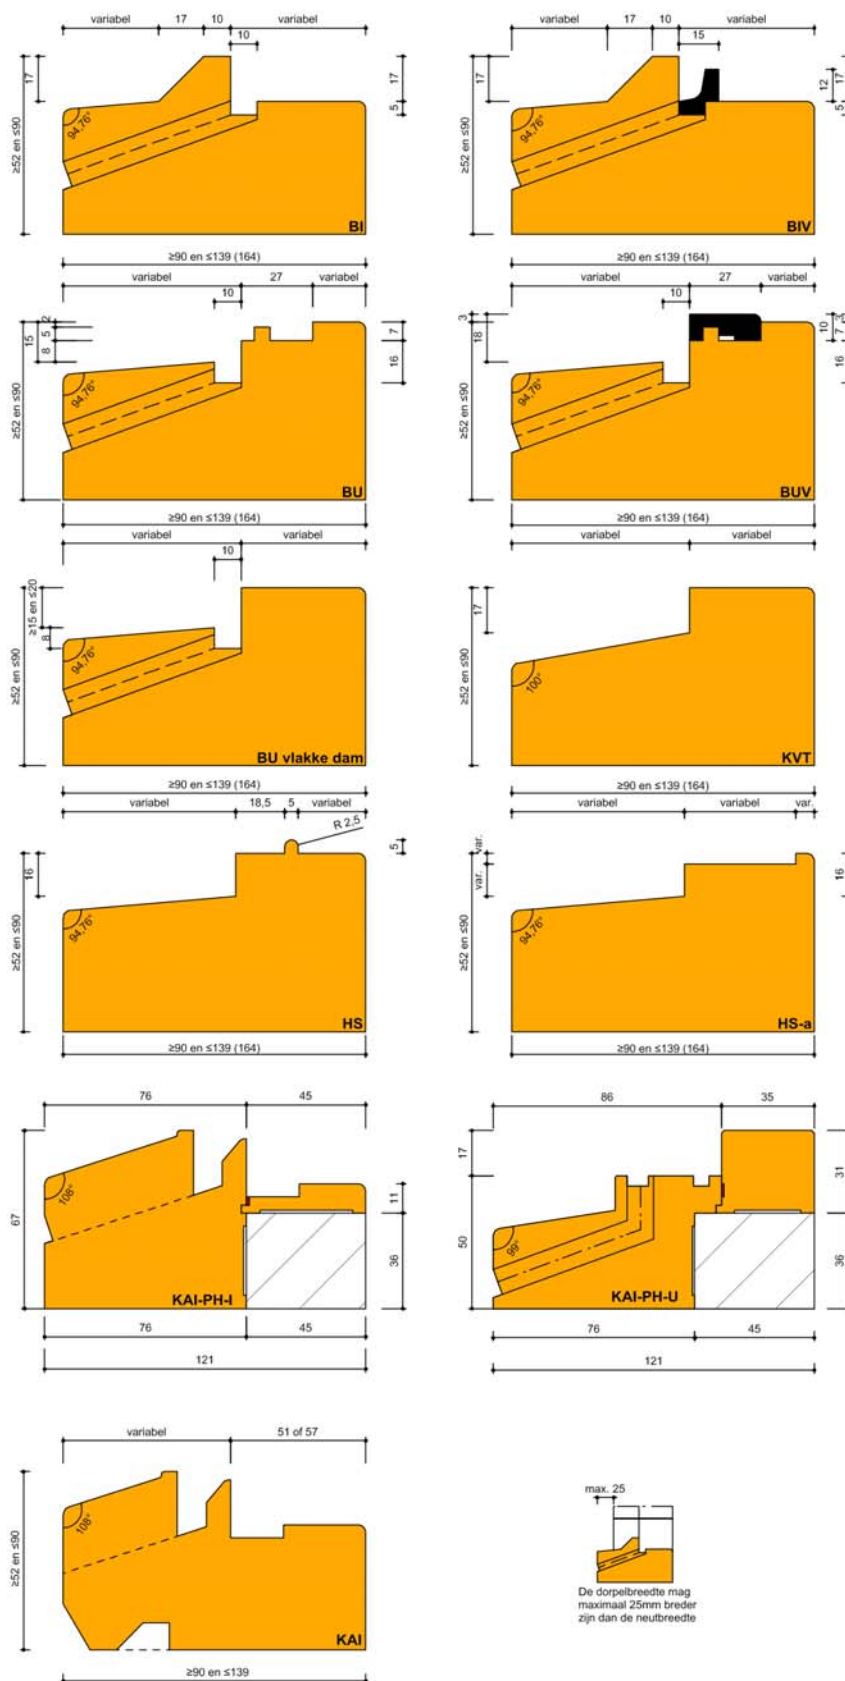 variabel 17 10 variabel
10
17
≥52 en ≤90
94,76°
17
5
BI
≥90 en ≤139 (164)
variabel 17 10 variabel
15
17
≥52 en ≤90
94,76°
12
17
5
BIV
≥90 en ≤139 (164)
variabel 27 variabel
10
15
2
5
8
≥52 en ≤90
94,76°
7
16
BU
≥90 en ≤139 (164)
variabel 27 variabel
10
3
18
≥52 en ≤90
94,76°
3
10
7
16
BUV
≥90 en ≤139 (164)
variabel variabel
10
≥15 en ≤20
8
≥52 en ≤90
94,76°
BU vlakke dam
≥90 en ≤139 (164)
variabel variabel
17
≥52 en ≤90
100°
KVT
≥90 en ≤139 (164)
variabel 18,5 5 variabel
R 2,5
5
16
≥52 en ≤90
94,76°
HS
≥90 en ≤139 (164)
variabel variabel var.
var.
var.
≥52 en ≤90
94,76°
16
HS-a
≥90 en ≤139 (164)
76 45
67
108°
11
36
KAI-PH-I
76 45
121
86 35
17
50
99°
31
36
KAI-PH-U
76 45
121
variabel 51 of 57
≥52 en ≤90
108°
KAI
≥90 en ≤139
max. 25
De dorpelbreedte mag
maximaal 25mm breder
zijn dan de neutbreedte